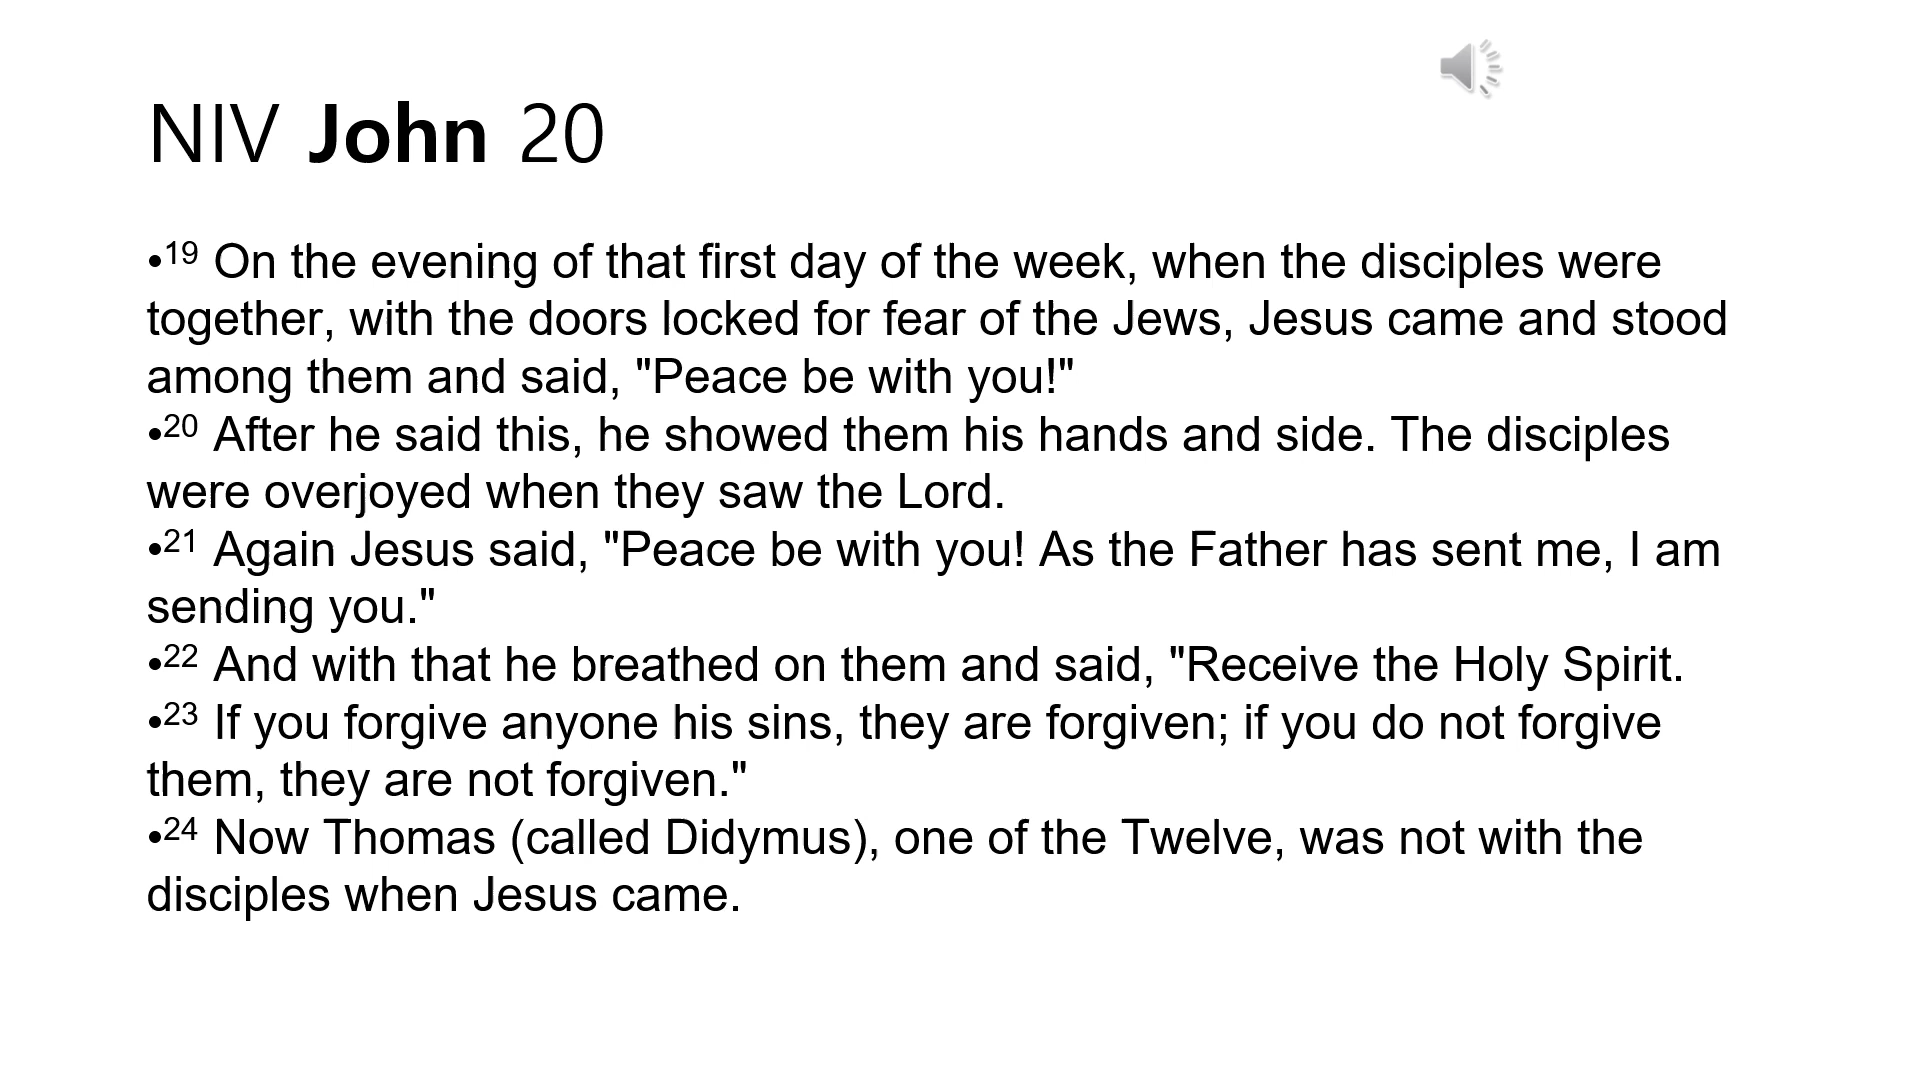 NIV John 20
•19 On the evening of that first day of the week, when the disciples were
together, with the doors locked for fear of the Jews, Jesus came and stood
among them and said, "Peace be with you!"
•20 After he said this, he showed them his hands and side. The disciples
were overjoyed when they saw the Lord.
•21 Again Jesus said, "Peace be with you! As the Father has sent me, I am
sending you."
•22 And with that he breathed on them and said, "Receive the Holy Spirit.
•23 If you forgive anyone his sins, they are forgiven; if you do not forgive
them, they are not forgiven."
•24 Now Thomas (called Didymus), one of the Twelve, was not with the
disciples when Jesus came.